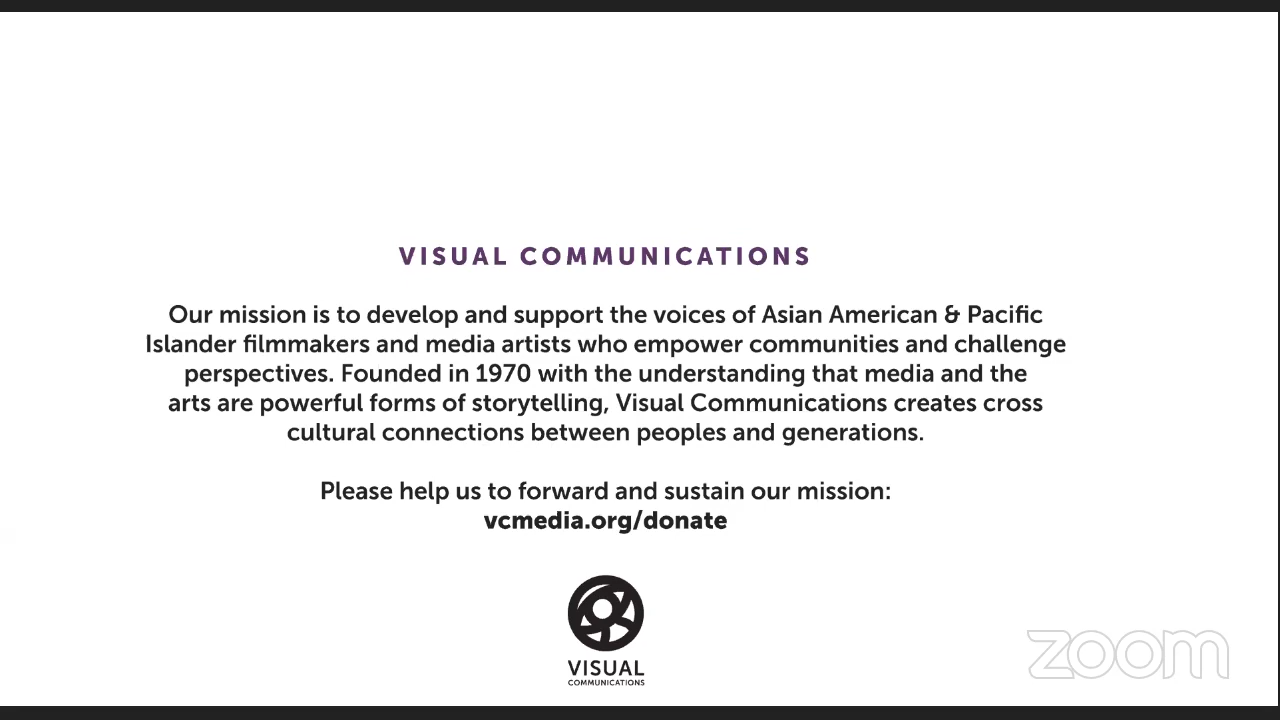 VISUAL COMMUNICATIONS
Our mission is to develop and support the voices of Asian American & Pacific
Islander filmmakers and media artists who empower communities and challenge
perspectives. Founded in 1970 with the understanding that media and the
arts are powerful forms of storytelling, Visual Communications creates cross
cultural connections between peoples and generations.
Please help us to forward and sustain our mission:
vcmedia.org/donate
VISUAL
COMMUNICATIONS
zoom